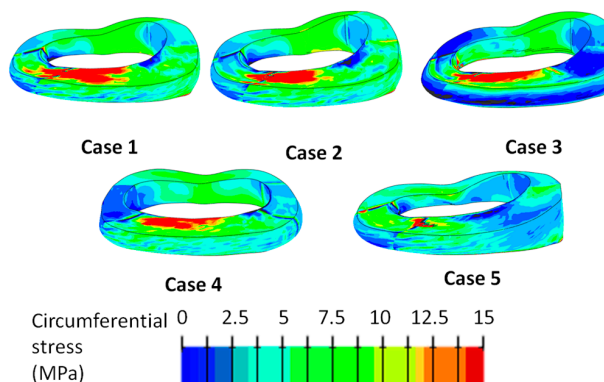 Case 1
Case 2
Case 3
Case 4
Case 5
Circumferential
stress
(MPa)
0 2.5 5 7.5 10 12.5 15